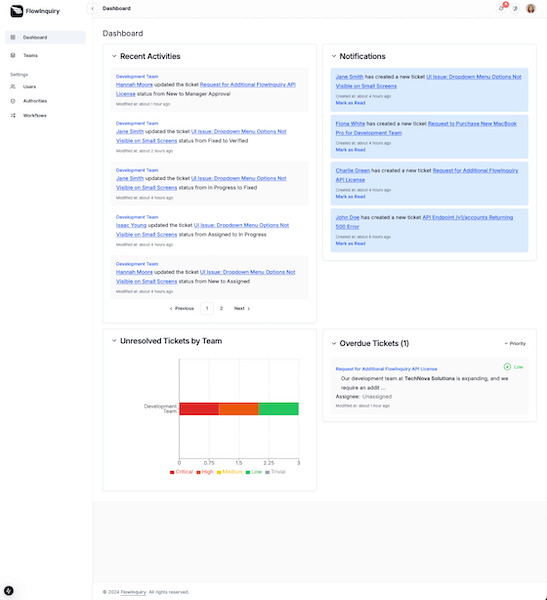 FlowInquiry
Dashboard
4
Dashboard
Teams
Settings
Users
Authorities
Workflows
Dashboard
Recent Activities
Development Team
Hannah Moore updated the ticket Request for Additional FlowInquiry API
License status from New to Manager Approval
Modified at: about 1 hour ago
Development Team
Jane Smith updated the ticket UI Issue: Dropdown Menu Options Not
Visible on Small Screens status from Fixed to Verified
Modified at: about 2 hours ago
Development Team
Jane Smith updated the ticket UI Issue: Dropdown Menu Options Not
Visible on Small Screens status from In Progress to Fixed
Modified at: about 4 hours ago
Development Team
Isaac Young updated the ticket UI Issue: Dropdown Menu Options Not
Visible on Small Screens status from Assigned to In Progress
Modified at: about 4 hours ago
Development Team
Hannah Moore updated the ticket UI Issue: Dropdown Menu Options Not
Visible on Small Screens status from New to Assigned
Modified at: about 4 hours ago
Previous 1 2 Next
Notifications
Jane Smith has created a new ticket UI Issue: Dropdown Menu Options Not
Visible on Small Screens
Created at: about 4 hours ago
Mark as Read
Fiona White has created a new ticket Request to Purchase New MacBook
Pro for Development Team
Created at: about 4 hours ago
Mark as Read
Charlie Green has created a new ticket Request for Additional FlowInquiry
API License
Created at: about 4 hours ago
Mark as Read
John Doe has created a new ticket API Endpoint /v1/accounts Returning
500 Error
Created at: about 6 hours ago
Mark as Read
Unresolved Tickets by Team
Development
Team
0 0.75 1.5 2.25 3
Critical High Medium Low Trivial
Overdue Tickets (1)
Priority
Request for Additional FlowInquiry API License
Low
Our development team at TechNova Solutions is expanding, and we
require an addit ...
Assignee: Unassigned
Modified at: about 1 hour ago
© 2024 FlowInquiry. All rights reserved.